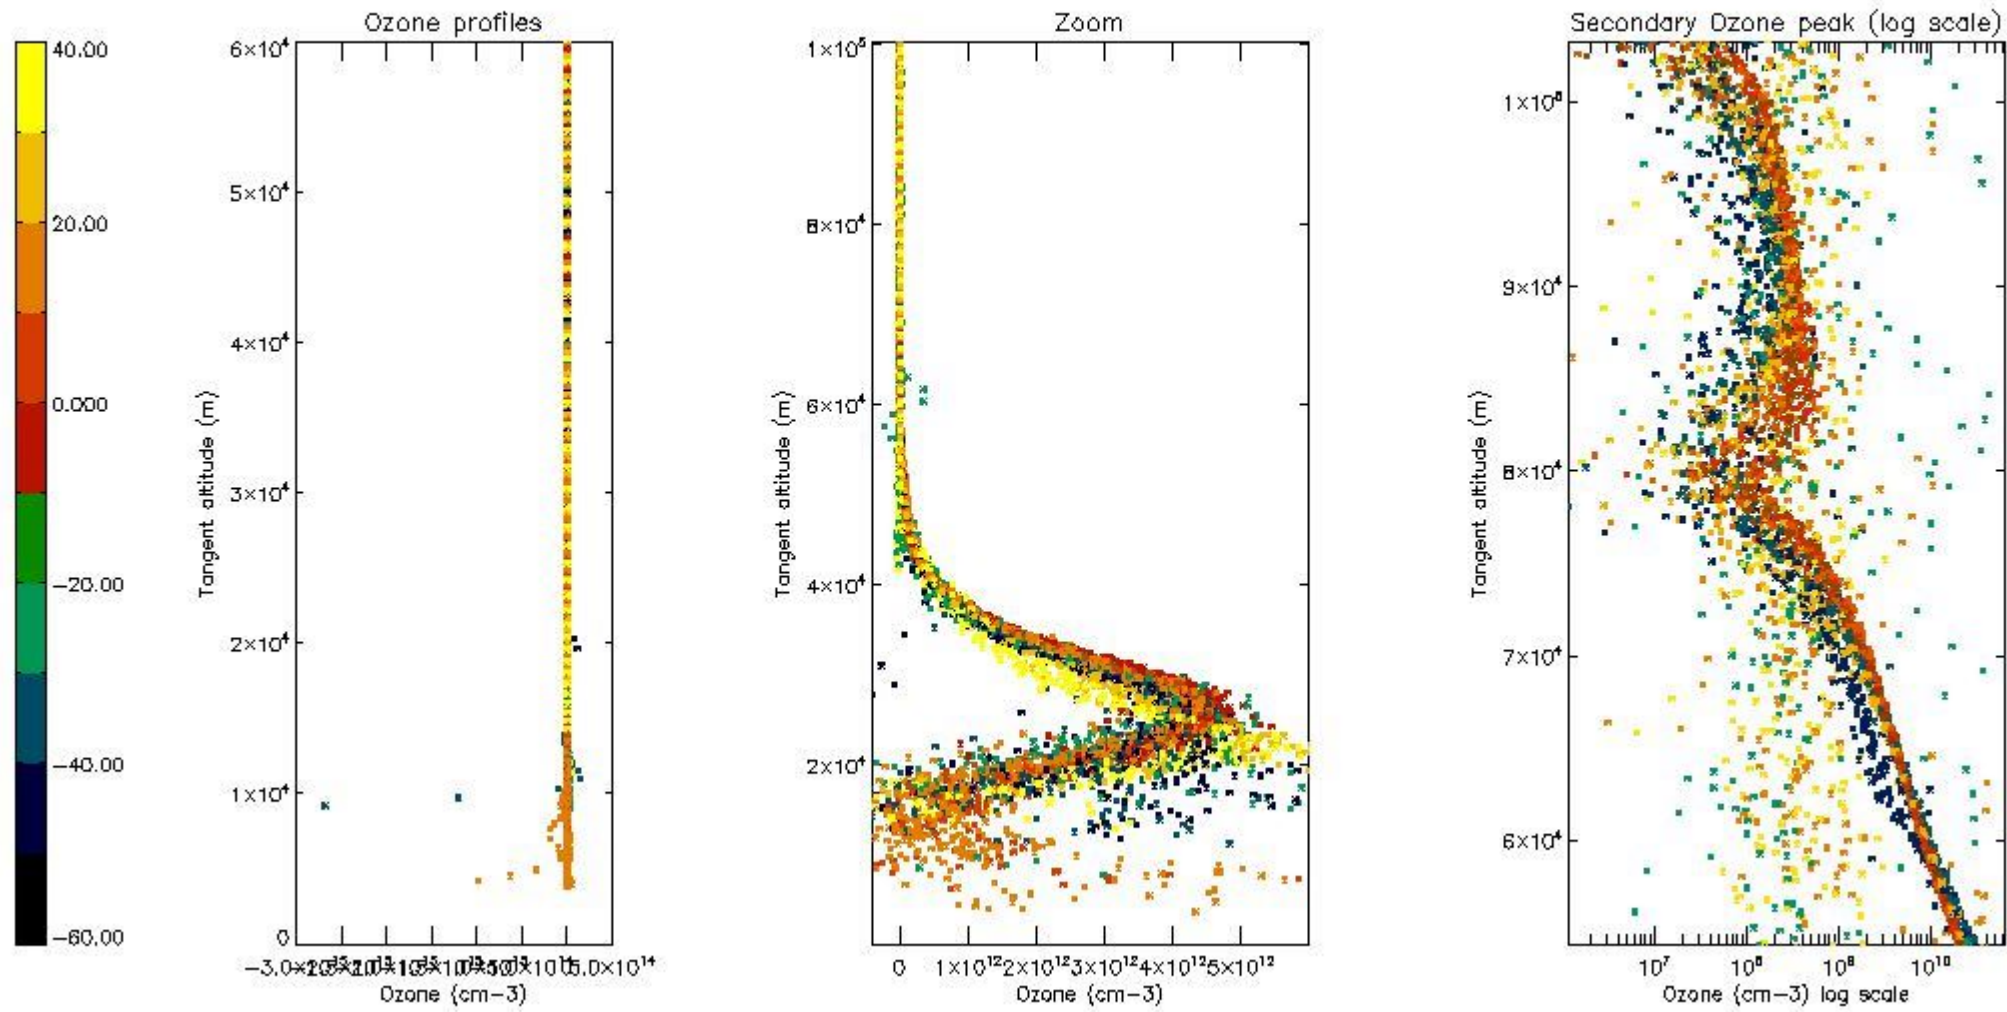 Ozone profiles
Zoom
Secondary Ozone peak (log scale)
40.00
20.00
0.000
−20.00
−40.00
−60.00
6×10⁴
5×10⁴
4×10⁴
3×10⁴
2×10⁴
1×10⁴
0
Tangent altitude (m)
5.0×10¹⁴
Ozone (cm−3)
1×10⁵
8×10⁴
6×10⁴
4×10⁴
2×10⁴
Tangent altitude (m)
0 1×10¹² 2×10¹² 3×10¹² 4×10¹² 5×10¹²
Ozone (cm−3)
1×10⁵
9×10⁴
8×10⁴
7×10⁴
6×10⁴
Tangent altitude (m)
10⁷ 10⁸ 10⁹ 10¹⁰
Ozone (cm−3) log scale